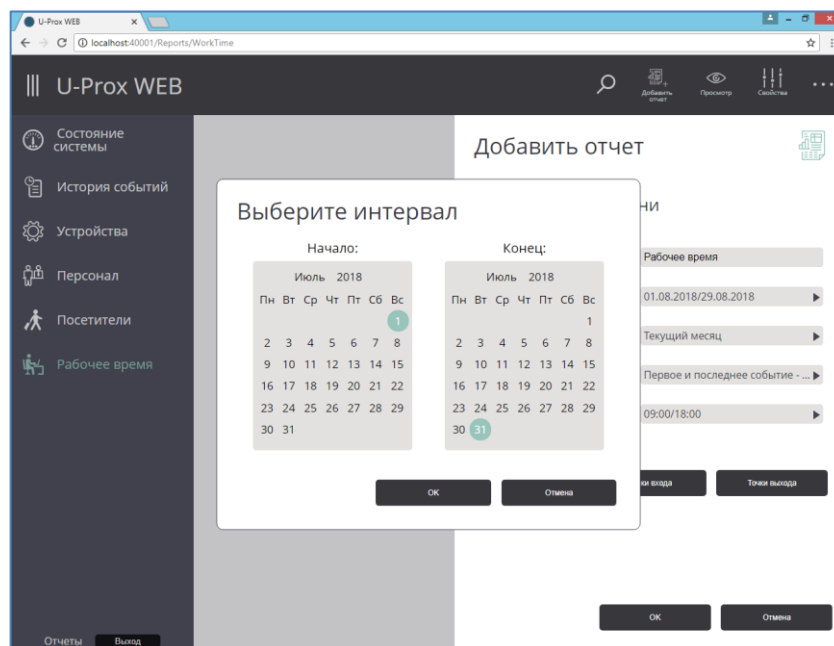 U-Prox WEB
localhost:40001/Reports/WorkTime
U-Prox WEB
Добавить
отчет
Просмотр
Свойства
Состояние
системы
История событий
Устройства
Персонал
Посетители
Рабочее время
Отчеты
Выход
Добавить отчет
ни
Рабочее время
01.08.2018/29.08.2018
Текущий месяц
Первое и последнее событие - ...
09:00/18:00
ки входа
Точки выхода
OK
Отмена
Выберите интервал
Начало:
Июль 2018
Пн Вт Ср Чт Пт Сб Вс
1
2 3 4 5 6 7 8
9 10 11 12 13 14 15
16 17 18 19 20 21 22
23 24 25 26 27 28 29
30 31
Конец:
Июль 2018
Пн Вт Ср Чт Пт Сб Вс
1
2 3 4 5 6 7 8
9 10 11 12 13 14 15
16 17 18 19 20 21 22
23 24 25 26 27 28 29
30 31
OK
Отмена